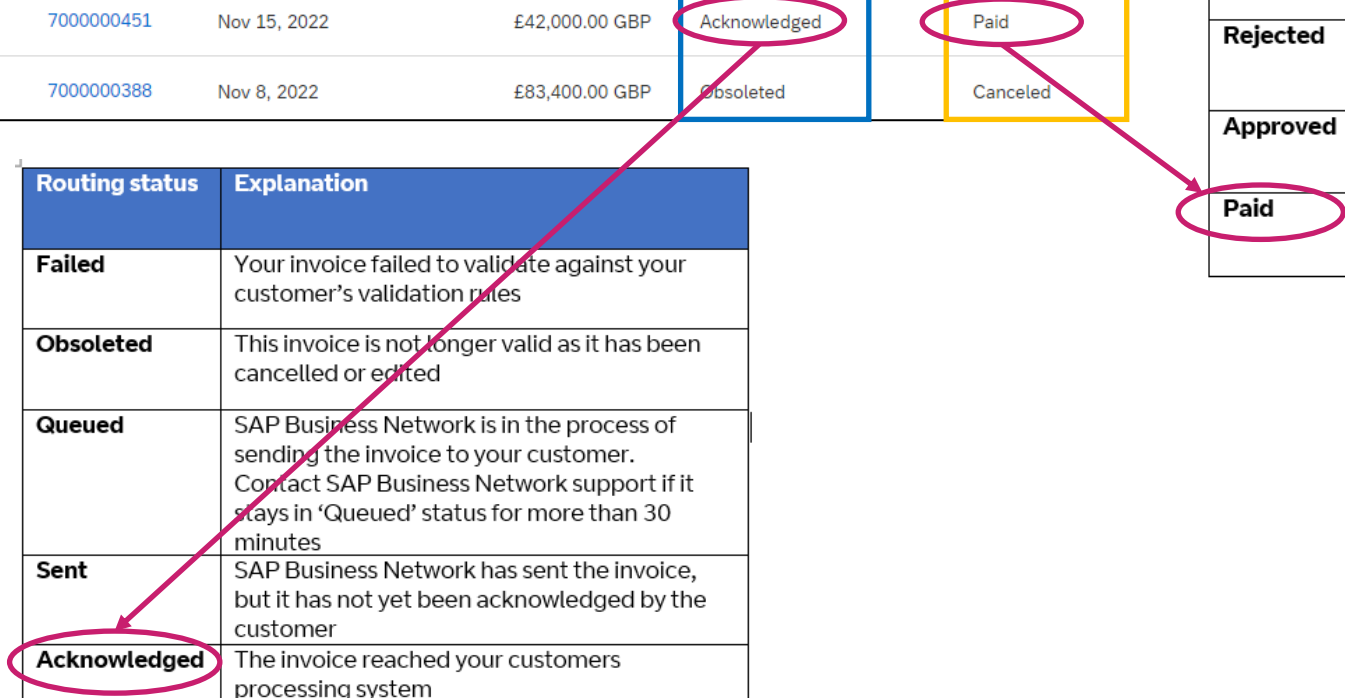 7000000451 Nov 15, 2022 £42,000.00 GBP Acknowledged Paid
7000000388 Nov 8, 2022 £83,400.00 GBP Obsoleted Canceled
Routing status Explanation
Failed Your invoice failed to validate against your
customer’s validation rules
Obsoleted This invoice is not longer valid as it has been
cancelled or edited
Queued SAP Business Network is in the process of
sending the invoice to your customer.
Contact SAP Business Network support if it
stays in ‘Queued’ status for more than 30
minutes
Sent SAP Business Network has sent the invoice,
but it has not yet been acknowledged by the
customer
Acknowledged The invoice reached your customers
processing system
Rejected
Approved
Paid